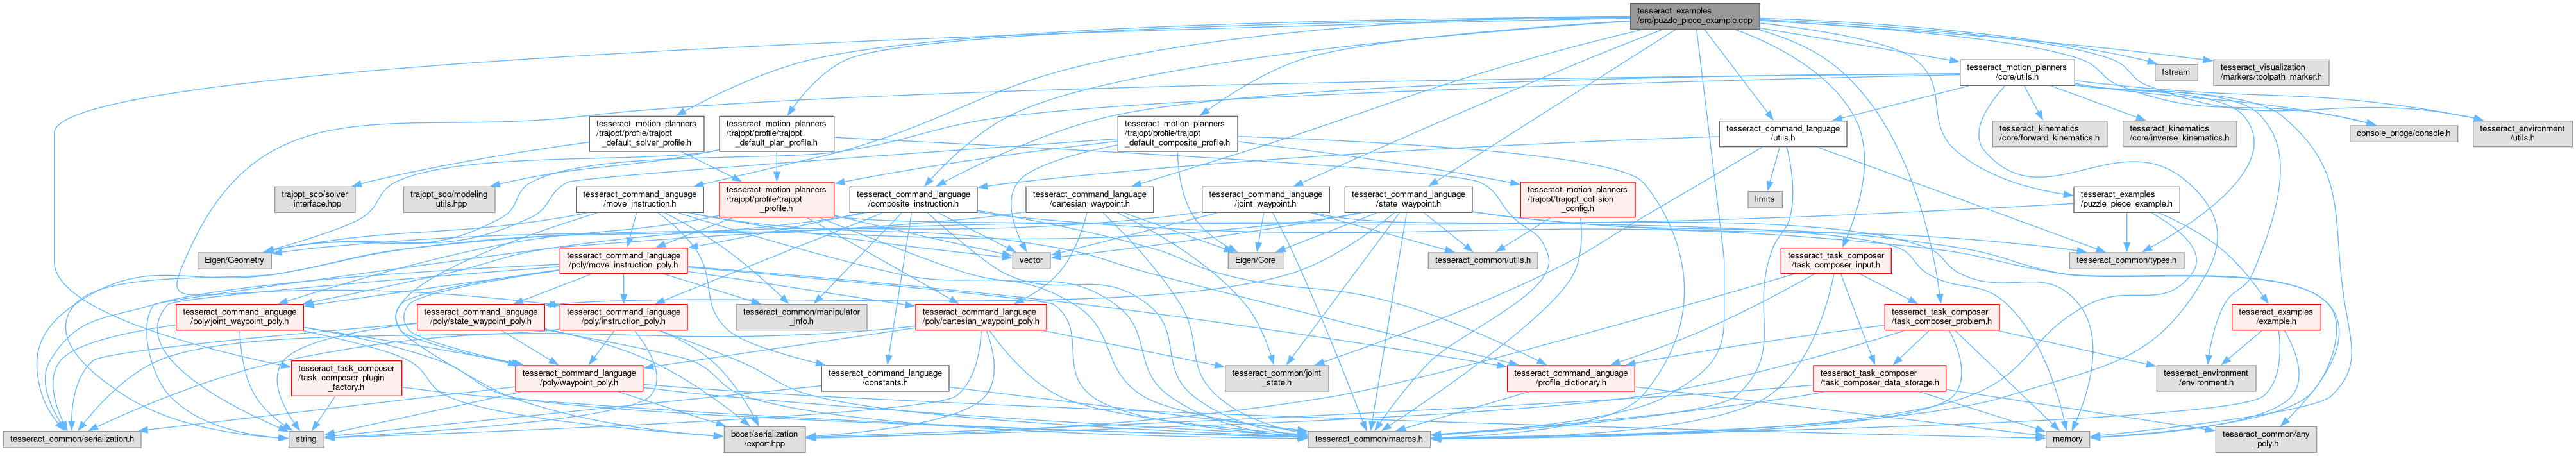 tesseract_examples
/src/puzzle_piece_example.cpp
tesseract_motion_planners
/core/utils.h
fstream
tesseract_visualization
/markers/toolpath_marker.h
tesseract_motion_planners
/trajopt/profile/trajopt
_default_solver_profile.h
tesseract_motion_planners
/trajopt/profile/trajopt
_default_plan_profile.h
tesseract_motion_planners
/trajopt/profile/trajopt
_default_composite_profile.h
tesseract_command_language
/utils.h
tesseract_kinematics
/core/forward_kinematics.h
tesseract_kinematics
/core/inverse_kinematics.h
console_bridge/console.h
tesseract_environment
/utils.h
trajopt_sco/solver
_interface.hpp
trajopt_sco/modeling
_utils.hpp
tesseract_command_language
/move_instruction.h
tesseract_motion_planners
/trajopt/profile/trajopt
_profile.h
tesseract_command_language
/composite_instruction.h
tesseract_command_language
/cartesian_waypoint.h
tesseract_command_language
/joint_waypoint.h
tesseract_command_language
/state_waypoint.h
tesseract_motion_planners
/trajopt/trajopt_collision
_config.h
limits
tesseract_examples
/puzzle_piece_example.h
Eigen/Geometry
tesseract_command_language
/poly/move_instruction_poly.h
vector
Eigen/Core
tesseract_common/utils.h
tesseract_task_composer
/task_composer_input.h
tesseract_common/types.h
tesseract_command_language
/poly/joint_waypoint_poly.h
tesseract_command_language
/poly/state_waypoint_poly.h
tesseract_command_language
/poly/instruction_poly.h
tesseract_common/manipulator
_info.h
tesseract_command_language
/poly/cartesian_waypoint_poly.h
tesseract_task_composer
/task_composer_problem.h
tesseract_examples
/example.h
tesseract_task_composer
/task_composer_plugin
_factory.h
tesseract_command_language
/poly/waypoint_poly.h
tesseract_command_language
/constants.h
tesseract_common/joint
_state.h
tesseract_command_language
/profile_dictionary.h
tesseract_task_composer
/task_composer_data_storage.h
tesseract_environment
/environment.h
tesseract_common/serialization.h
string
boost/serialization
/export.hpp
tesseract_common/macros.h
memory
tesseract_common/any
_poly.h